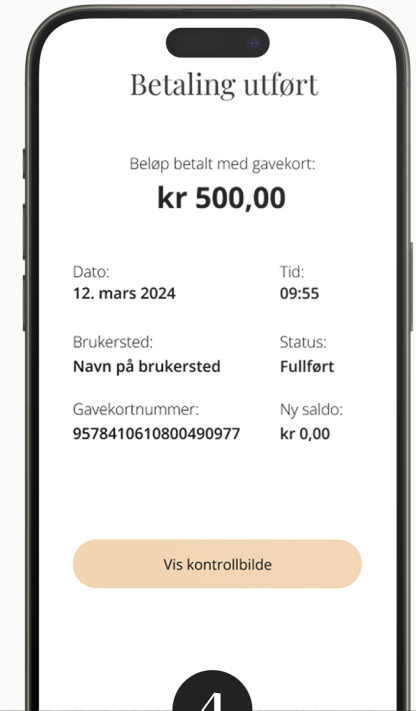 Betaling utført
Beløp betalt med gavekort:
kr 500,00
Dato:
12. mars 2024
Tid:
09:55
Brukersted:
Navn på brukersted
Status:
Fullført
Gavekortnummer:
9578410610800490977
Ny saldo:
kr 0,00
Vis kontrollbilde
4